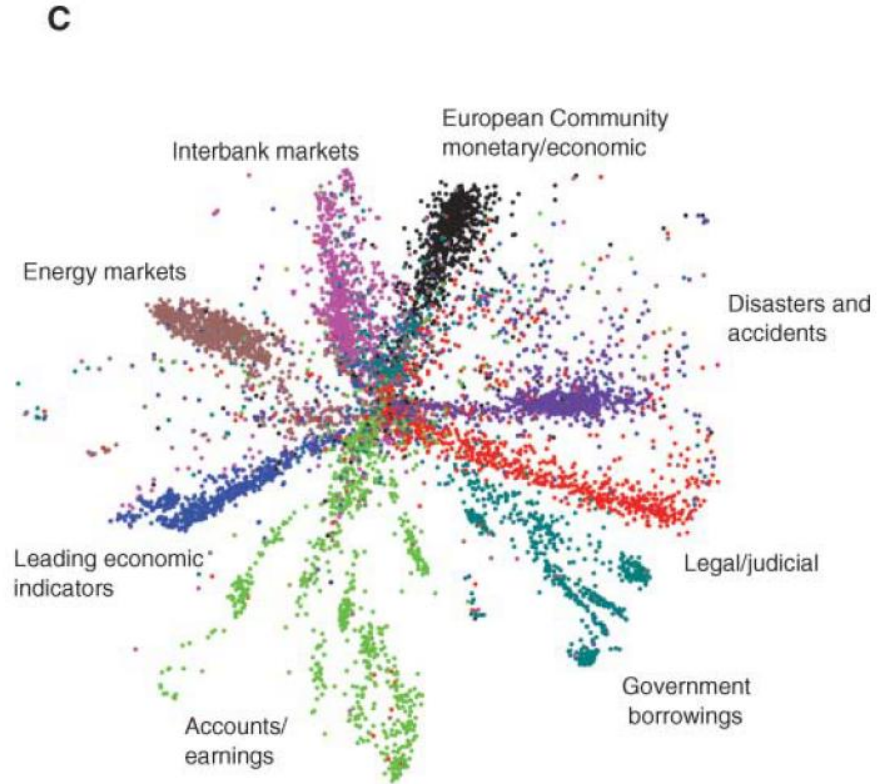 C
European Community
monetary/economic
Interbank markets
Energy markets
Disasters and
accidents
Leading economic
indicators
Legal/judicial
Government
borrowings
Accounts/
earnings